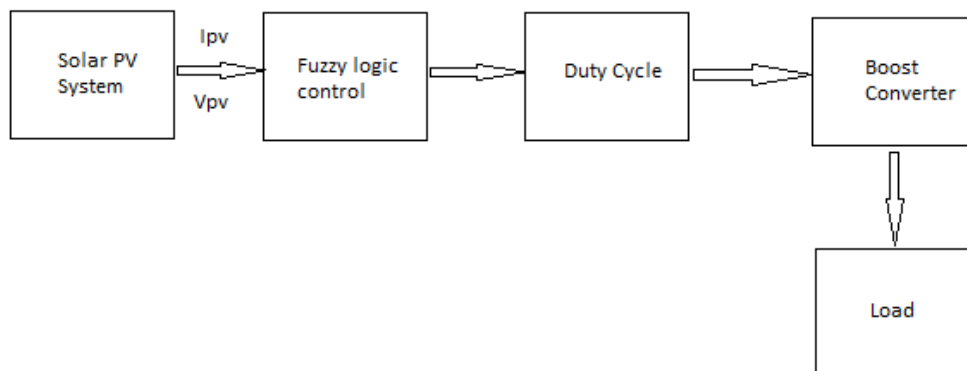 Ipv
Solar PV
System
Vpv
Fuzzy logic
control
Duty Cycle
Boost
Converter
Load